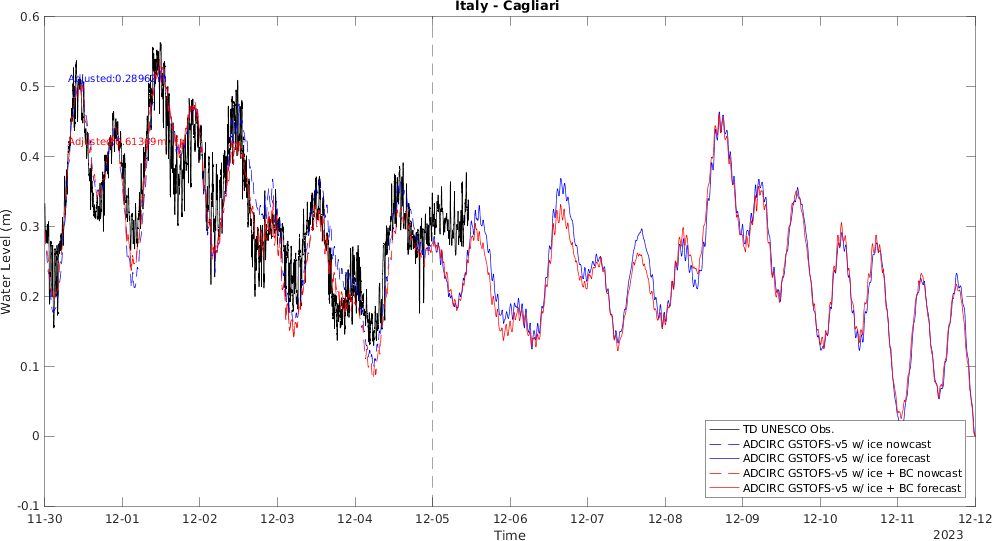 Italy - Cagliari
0.6
0.5
0.4
0.3
0.2
0.1
0
-0.1
Water Level (m)
TD UNESCO Obs.
ADCIRC GSTOFS-v5 w/ ice nowcast
ADCIRC GSTOFS-v5 w/ ice forecast
ADCIRC GSTOFS-v5 w/ ice + BC nowcast
ADCIRC GSTOFS-v5 w/ ice + BC forecast
11-30 12-01 12-02 12-03 12-04 12-05 12-06 12-07 12-08 12-09 12-10 12-11 12-12
Time
2023